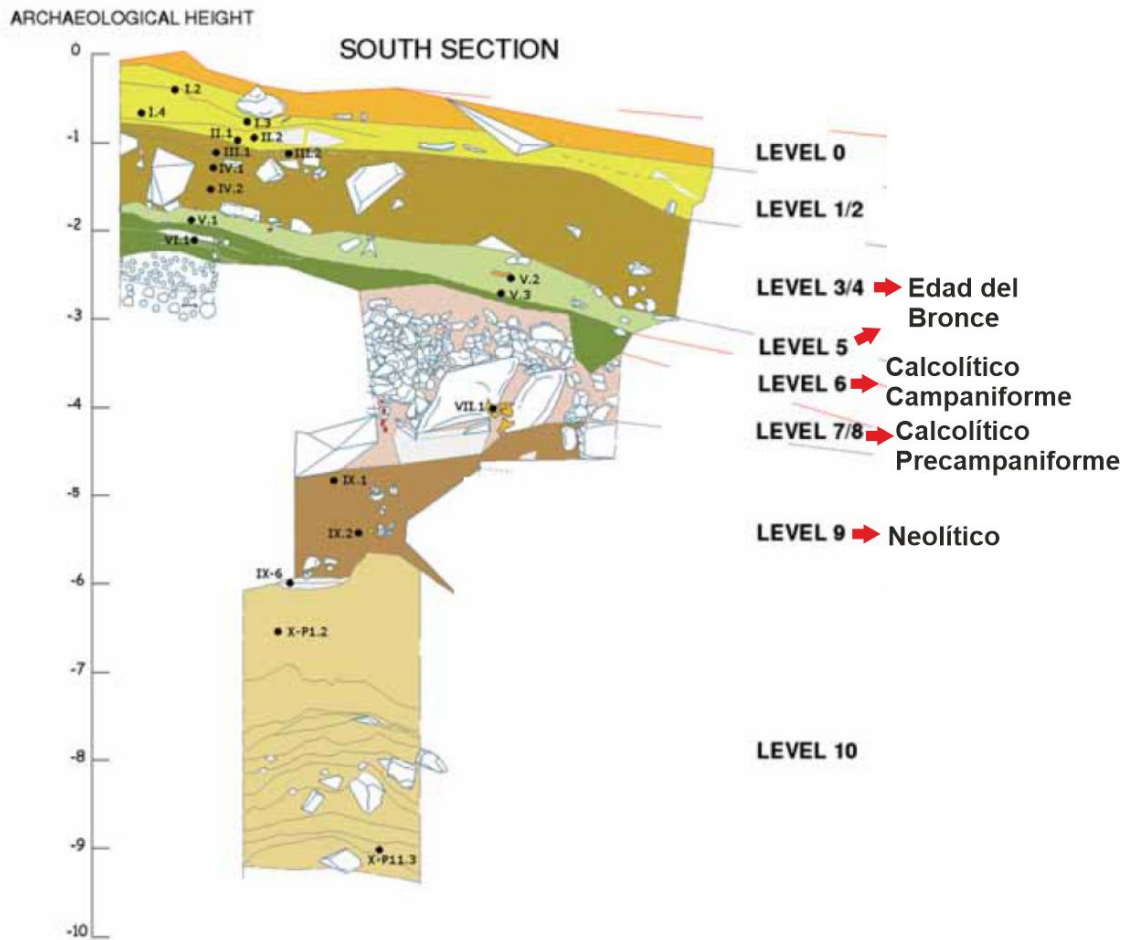 ARCHAEOLOGICAL HEIGHT
SOUTH SECTION
0
-1
-2
-3
-4
-5
-6
-7
-8
-9
-10
I.2
I.4
I.3
II.1
II.2
III.1
III.2
IV.1
IV.2
V.1
VI.1
V.2
V.3
VII.1
IX.1
IX.2
IX-6
X-P1.2
X-P11.3
LEVEL 0
LEVEL 1/2
LEVEL 3/4
Edad del
Bronce
LEVEL 5
LEVEL 6
Calcolítico
Campaniforme
LEVEL 7/8
Calcolítico
Precampaniforme
LEVEL 9
Neolítico
LEVEL 10